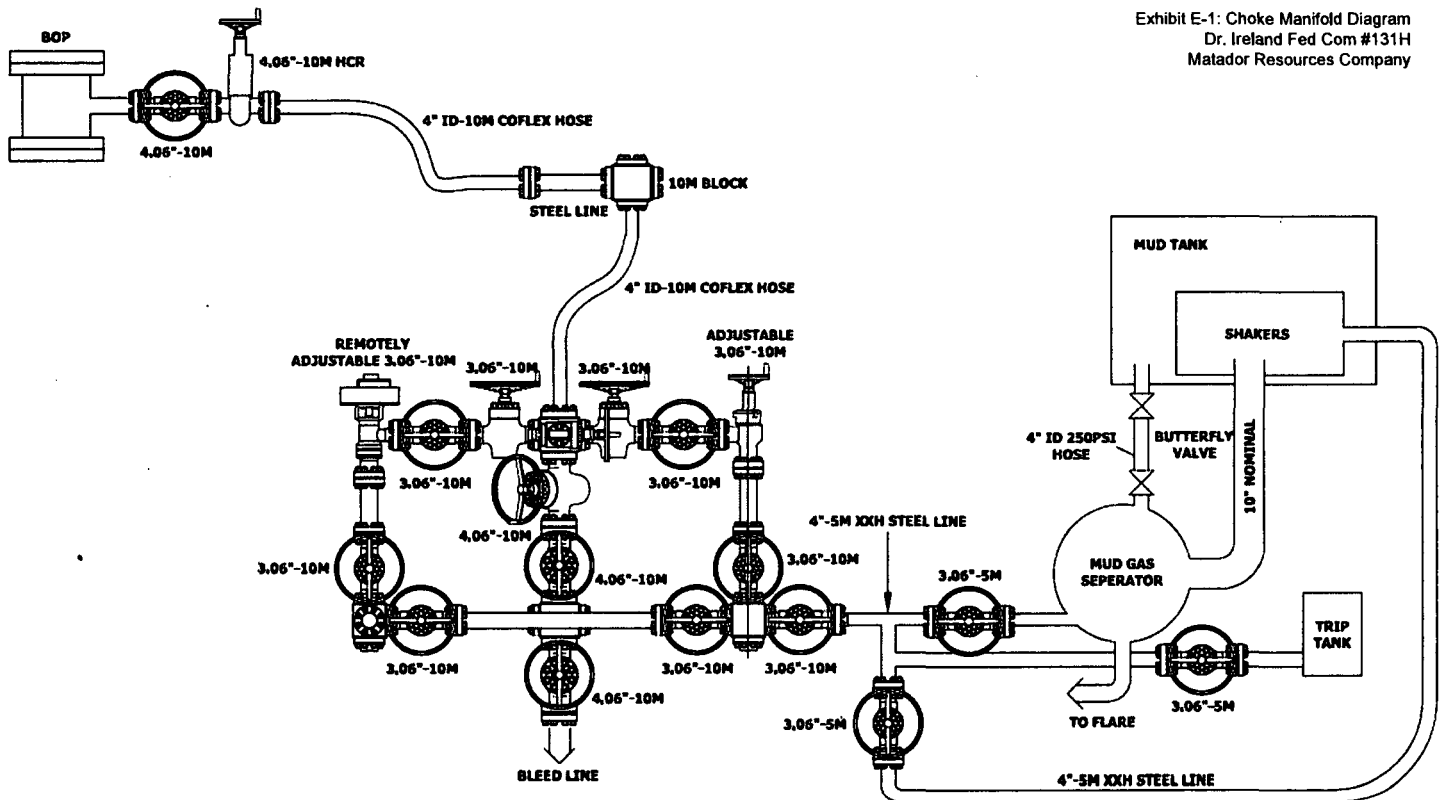 Exhibit E-1: Choke Manifold Diagram
Dr. Ireland Fed Com #131H
Matador Resources Company
BOP
4.06"-10M HCR
4.06"-10M
4" ID-10M COFLEX HOSE
10M BLOCK
STEEL LINE
4" ID-10M COFLEX HOSE
MUD TANK
SHAKERS
REMOTELY
ADJUSTABLE 3.06"-10M
3.06"-10M
3.06"-10M
ADJUSTABLE
3.06"-10M
4" ID 250PSI
HOSE
BUTTERFLY
VALVE
10" NOMINAL
3.06"-10M
3.06"-10M
4.06"-10M
4"-5M XXH STEEL LINE
3.06"-10M
4.06"-10M
3.06"-10M
3.06"-5M
MUD GAS
SEPERATOR
TRIP
TANK
3.06"-10M
3.06"-10M
3.06"-10M
4.06"-10M
3.06"-5M
3.06"-5M
TO FLARE
BLEED LINE
4"-5M XXH STEEL LINE